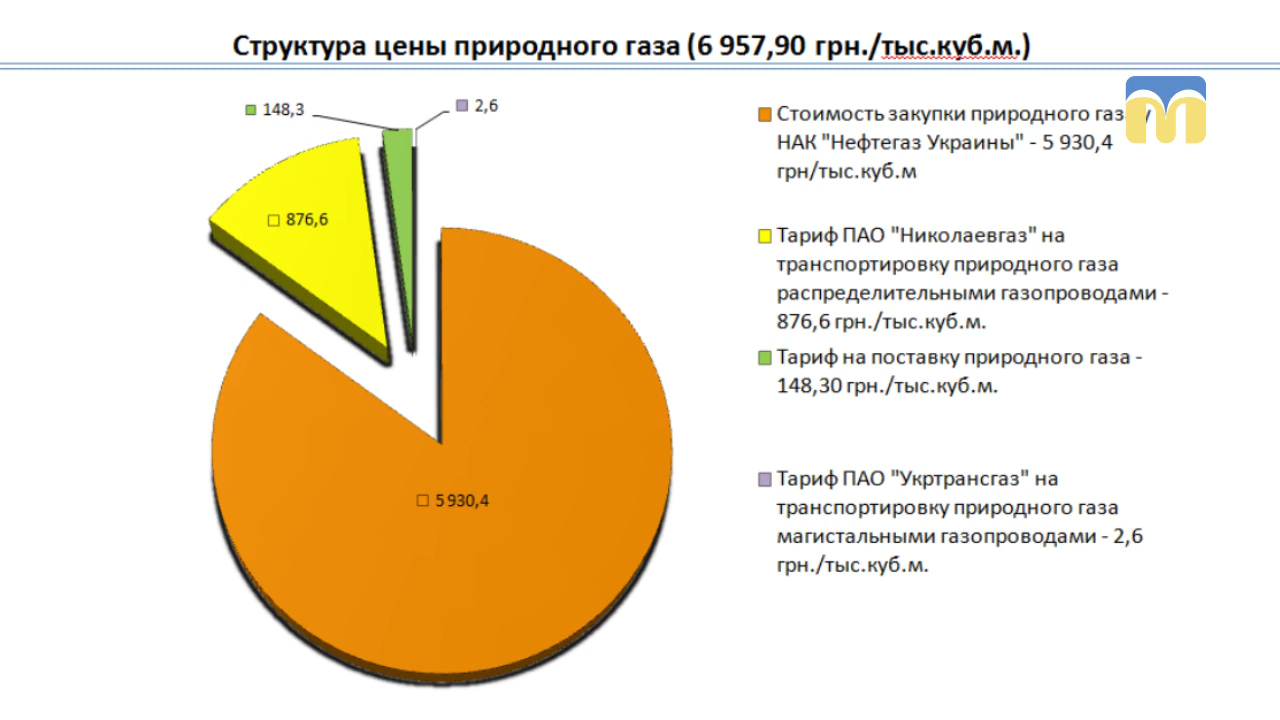 Структура цены природного газа (6 957,90 грн./тыс.куб.м.)
148,3
2,6
876,6
5 930,4
Стоимость закупки природного газа у
НАК "Нефтегаз Украины" - 5 930,4
грн/тыс.куб.м
Тариф ПАО "Николаевгаз" на
транспортировку природного газа
распределительными газопроводами -
876,6 грн./тыс.куб.м.
Тариф на поставку природного газа -
148,30 грн./тыс.куб.м.
Тариф ПАО "Укртрансгаз" на
транспортировку природного газа
магистальными газопроводами - 2,6
грн./тыс.куб.м.